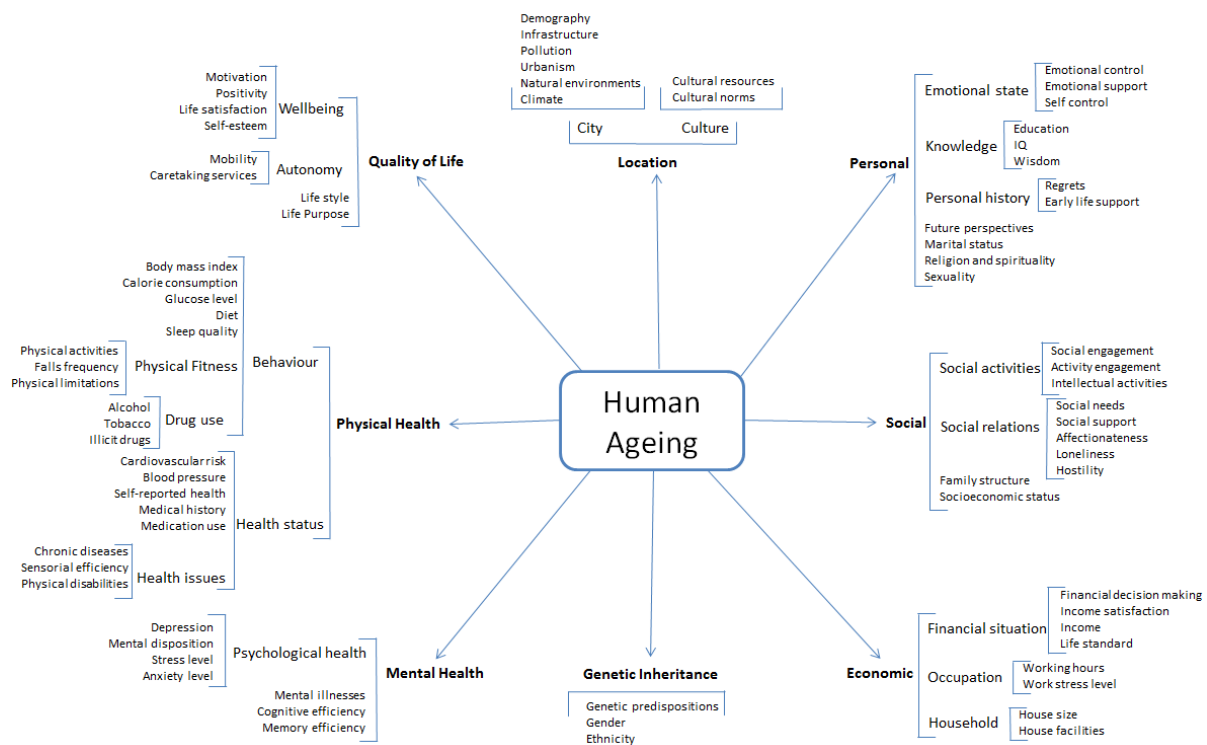 Demography
Infrastructure
Pollution
Urbanism
Natural environments
Climate
Cultural resources
Cultural norms
City
Culture
Location
Motivation
Positivity
Life satisfaction
Self-esteem
Wellbeing
Mobility
Caretaking services
Autonomy
Life style
Life Purpose
Quality of Life
Personal
Emotional state
Emotional control
Emotional support
Self control
Knowledge
Education
IQ
Wisdom
Personal history
Regrets
Early life support
Future perspectives
Marital status
Religion and spirituality
Sexuality
Body mass index
Calorie consumption
Glucose level
Diet
Sleep quality
Physical activities
Falls frequency
Physical limitations
Physical Fitness
Alcohol
Tobacco
Illicit drugs
Drug use
Behaviour
Cardiovascular risk
Blood pressure
Self-reported health
Medical history
Medication use
Chronic diseases
Sensorial efficiency
Physical disabilities
Health issues
Health status
Physical Health
Human
Ageing
Social
Social activities
Social engagement
Activity engagement
Intellectual activities
Social relations
Social needs
Social support
Affectionateness
Loneliness
Hostility
Family structure
Socioeconomic status
Depression
Mental disposition
Stress level
Anxiety level
Psychological health
Mental illnesses
Cognitive efficiency
Memory efficiency
Mental Health
Genetic Inheritance
Genetic predispositions
Gender
Ethnicity
Economic
Financial situation
Financial decision making
Income satisfaction
Income
Life standard
Occupation
Working hours
Work stress level
Household
House size
House facilities